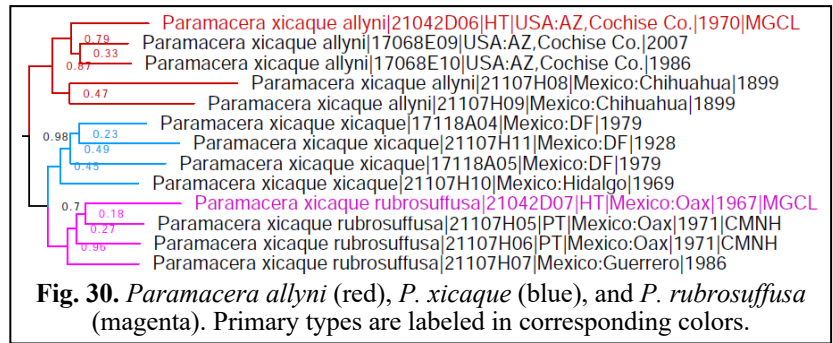 Paramacera xicaque allyni|21042D06|HT|USA:AZ,Cochise Co.|1970|MGCL
0.79
Paramacera xicaque allyni|17068E09|USA:AZ,Cochise Co.|2007
0.33
Paramacera xicaque allyni|17068E10|USA:AZ,Cochise Co.|1986
0.87
Paramacera xicaque allyni|21107H08|Mexico:Chihuahua|1899
0.47
Paramacera xicaque allyni|21107H09|Mexico:Chihuahua|1899
Paramacera xicaque xicaque|17118A04|Mexico:DF|1979
0.98
0.23
Paramacera xicaque xicaque|21107H11|Mexico:DF|1928
0.49
Paramacera xicaque xicaque|17118A05|Mexico:DF|1979
0.45
Paramacera xicaque xicaque|21107H10|Mexico:Hidalgo|1969
Paramacera xicaque rubrosuffusa|21042D07|HT|Mexico:Oax|1967|MGCL
0.7
0.18
Paramacera xicaque rubrosuffusa|21107H05|PT|Mexico:Oax|1971|CMNH
0.27
Paramacera xicaque rubrosuffusa|21107H06|PT|Mexico:Oax|1971|CMNH
0.96
Paramacera xicaque rubrosuffusa|21107H07|Mexico:Guerrero|1986
Fig. 30. Paramacera allyni (red), P. xicaque (blue), and P. rubrosuffusa
(magenta). Primary types are labeled in corresponding colors.